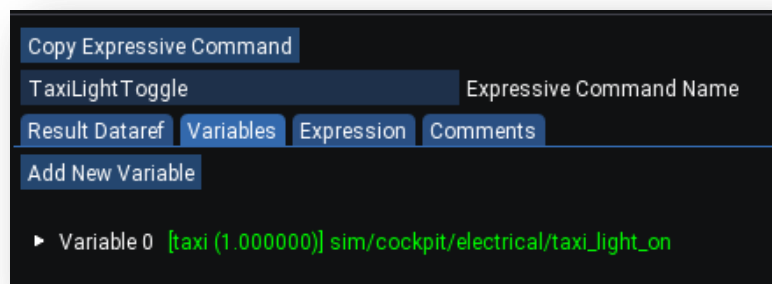 Copy Expressive Command
TaxiLightToggle Expressive Command Name
Result Dataref Variables Expression Comments
Add New Variable
Variable 0 [taxi (1.000000)] sim/cockpit/electrical/taxi_light_on